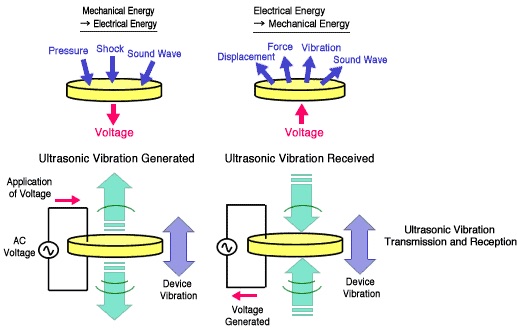 Mechanical Energy
→ Electrical Energy
Pressure
Shock
Sound Wave
Voltage
Electrical Energy
→ Mechanical Energy
Displacement
Force
Vibration
Sound Wave
Voltage
Ultrasonic Vibration Generated
Application
of Voltage
AC
Voltage
Device
Vibration
Ultrasonic Vibration Received
Voltage
Generated
Device
Vibration
Ultrasonic Vibration
Transmission and Reception